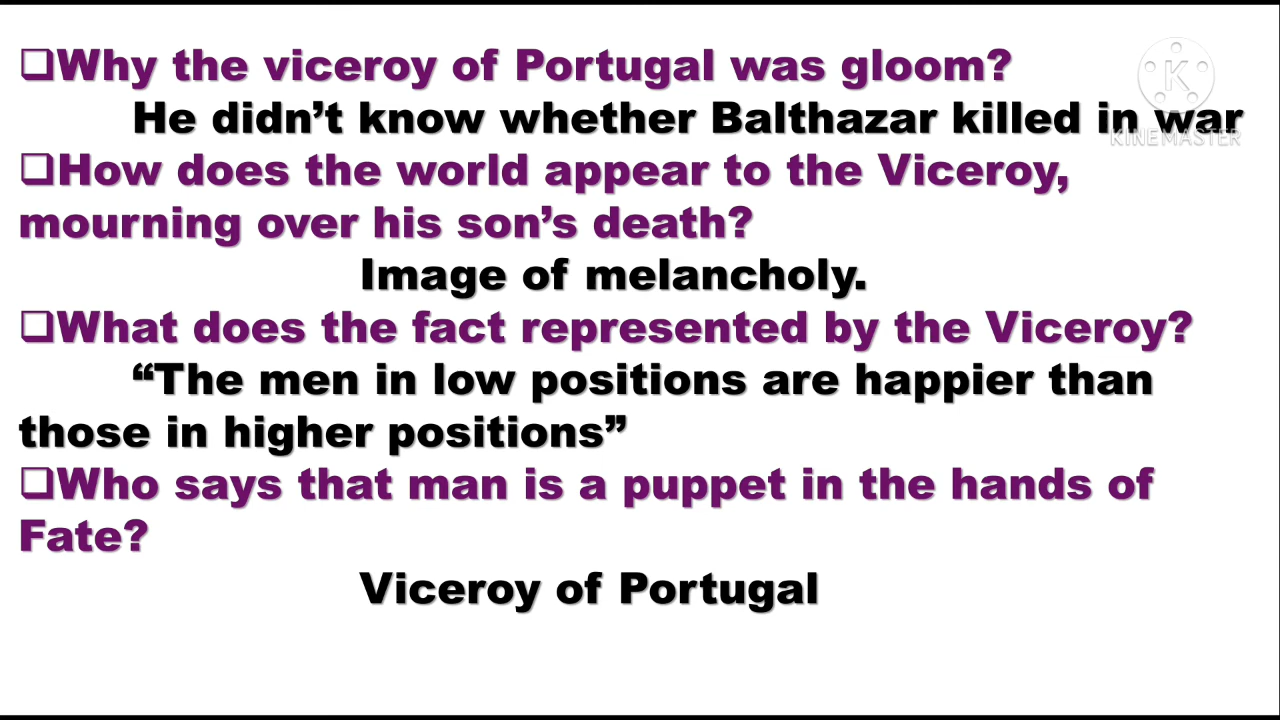 ❑Why the viceroy of Portugal was gloom?
He didn’t know whether Balthazar killed in war
KINEMASTER
❑How does the world appear to the Viceroy,
mourning over his son’s death?
Image of melancholy.
❑What does the fact represented by the Viceroy?
“The men in low positions are happier than
those in higher positions”
❑Who says that man is a puppet in the hands of
Fate?
Viceroy of Portugal